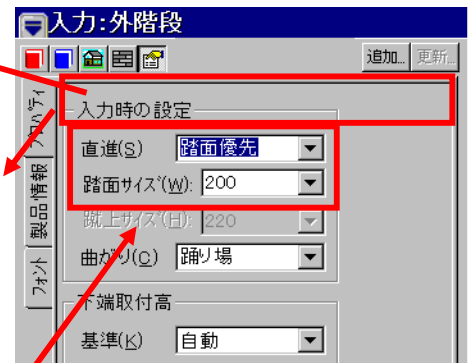 入力:外階段
追加... 更新...
プロパティ
製品情報
フォント
入力時の設定
直進(S) 踏面優先
踏面サイズ(W): 200
蹴上サイズ(H): 220
曲がり(C) 踊り場
下端取付高
基準(K) 自動